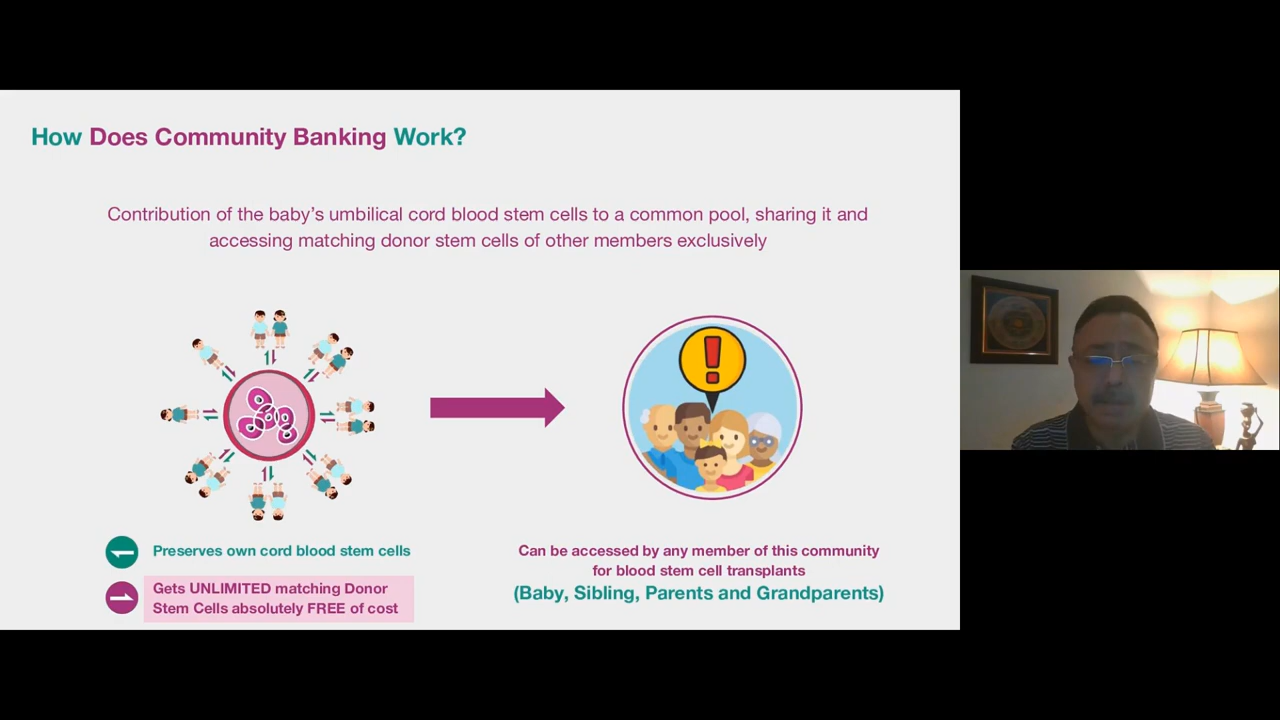 How Does Community Banking Work?
Contribution of the baby's umbilical cord blood stem cells to a common pool, sharing it and
accessing matching donor stem cells of other members exclusively
Preserves own cord blood stem cells
Gets UNLIMITED matching Donor
Stem Cells absolutely FREE of cost
Can be accessed by any member of this community
for blood stem cell transplants
(Baby, Sibling, Parents and Grandparents)